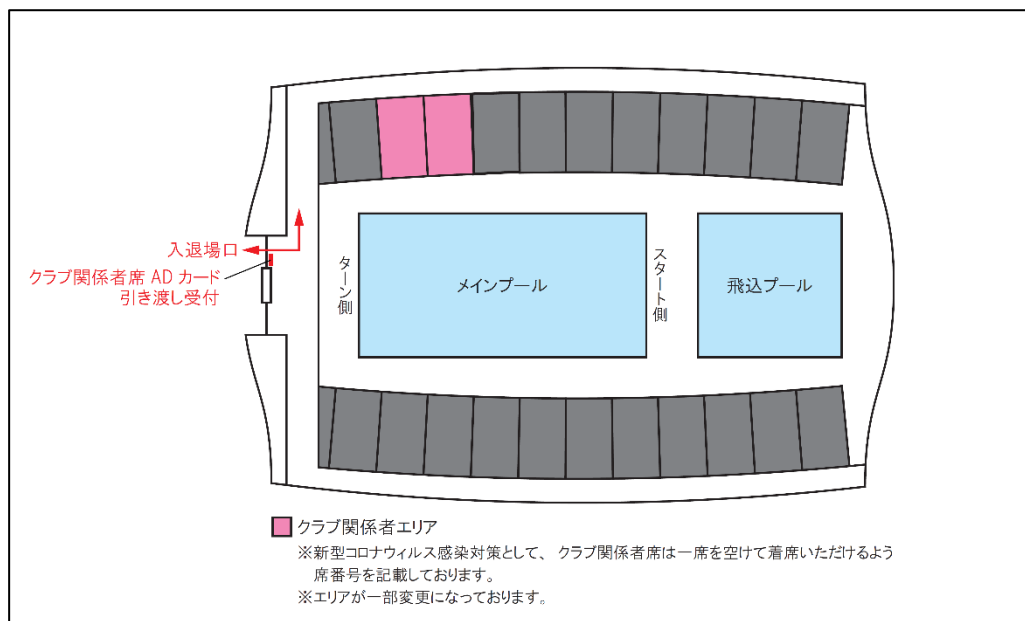 入退場口
クラブ関係者席 AD カード
引き渡し受付
ターン側
メインプール
スタート側
飛込プール
クラブ関係者エリア
※新型コロナウィルス感染対策として、 クラブ関係者席は一席を空けて着席いただけるよう
席番号を記載しております。
※エリアが一部変更になっております。